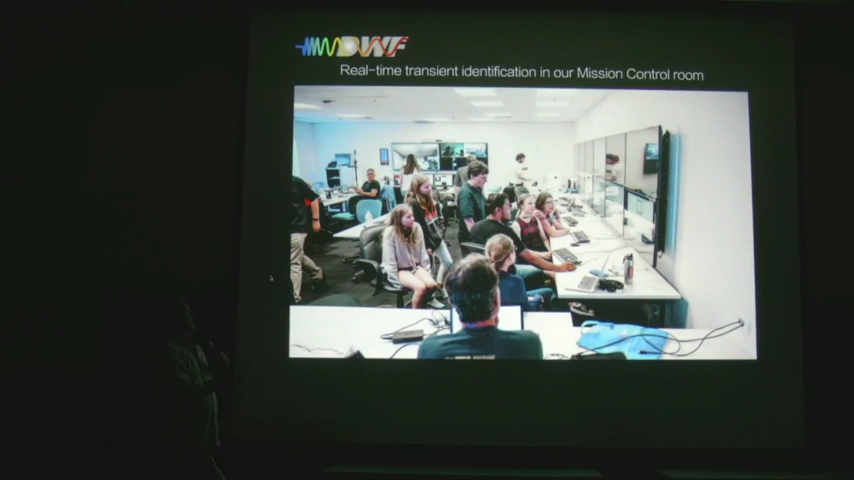 DWF
Real-time transient identification in our Mission Control room